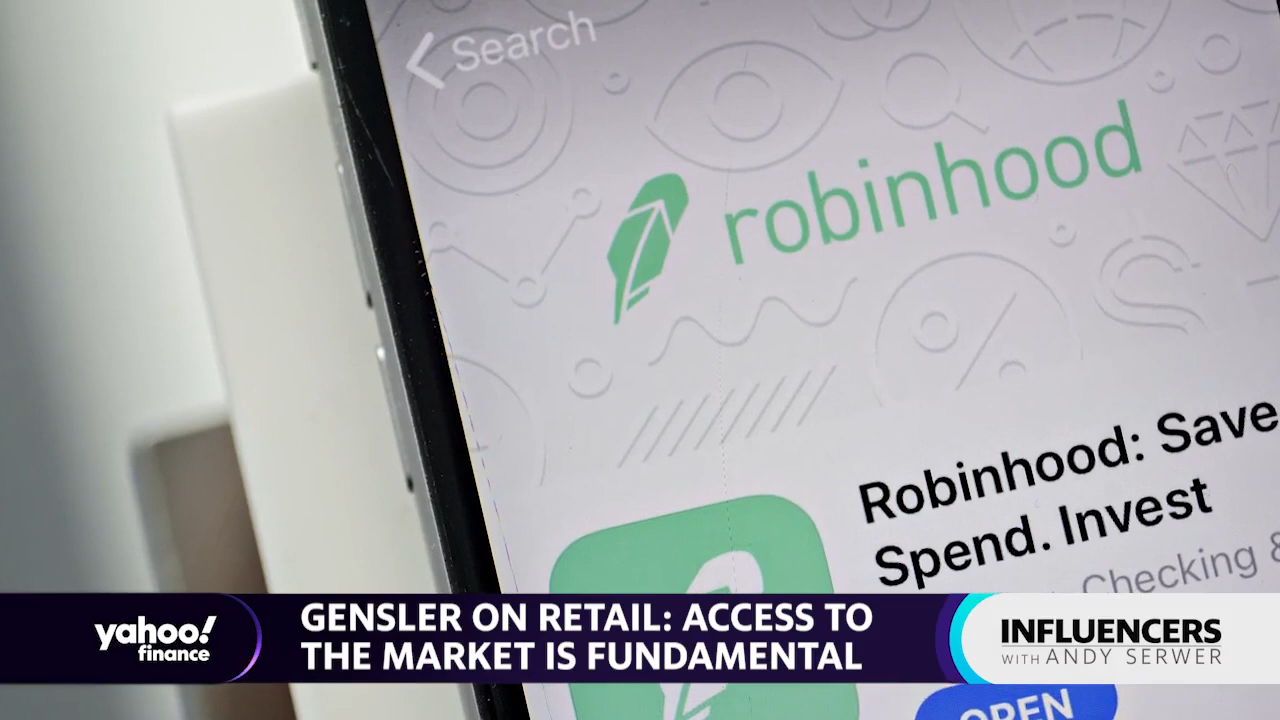 Search
robinhood
Robinhood: Save
Spend. Invest
Checking &
OPEN
yahoo!
finance
GENSLER ON RETAIL: ACCESS TO
THE MARKET IS FUNDAMENTAL
INFLUENCERS
WITH ANDY SERWER